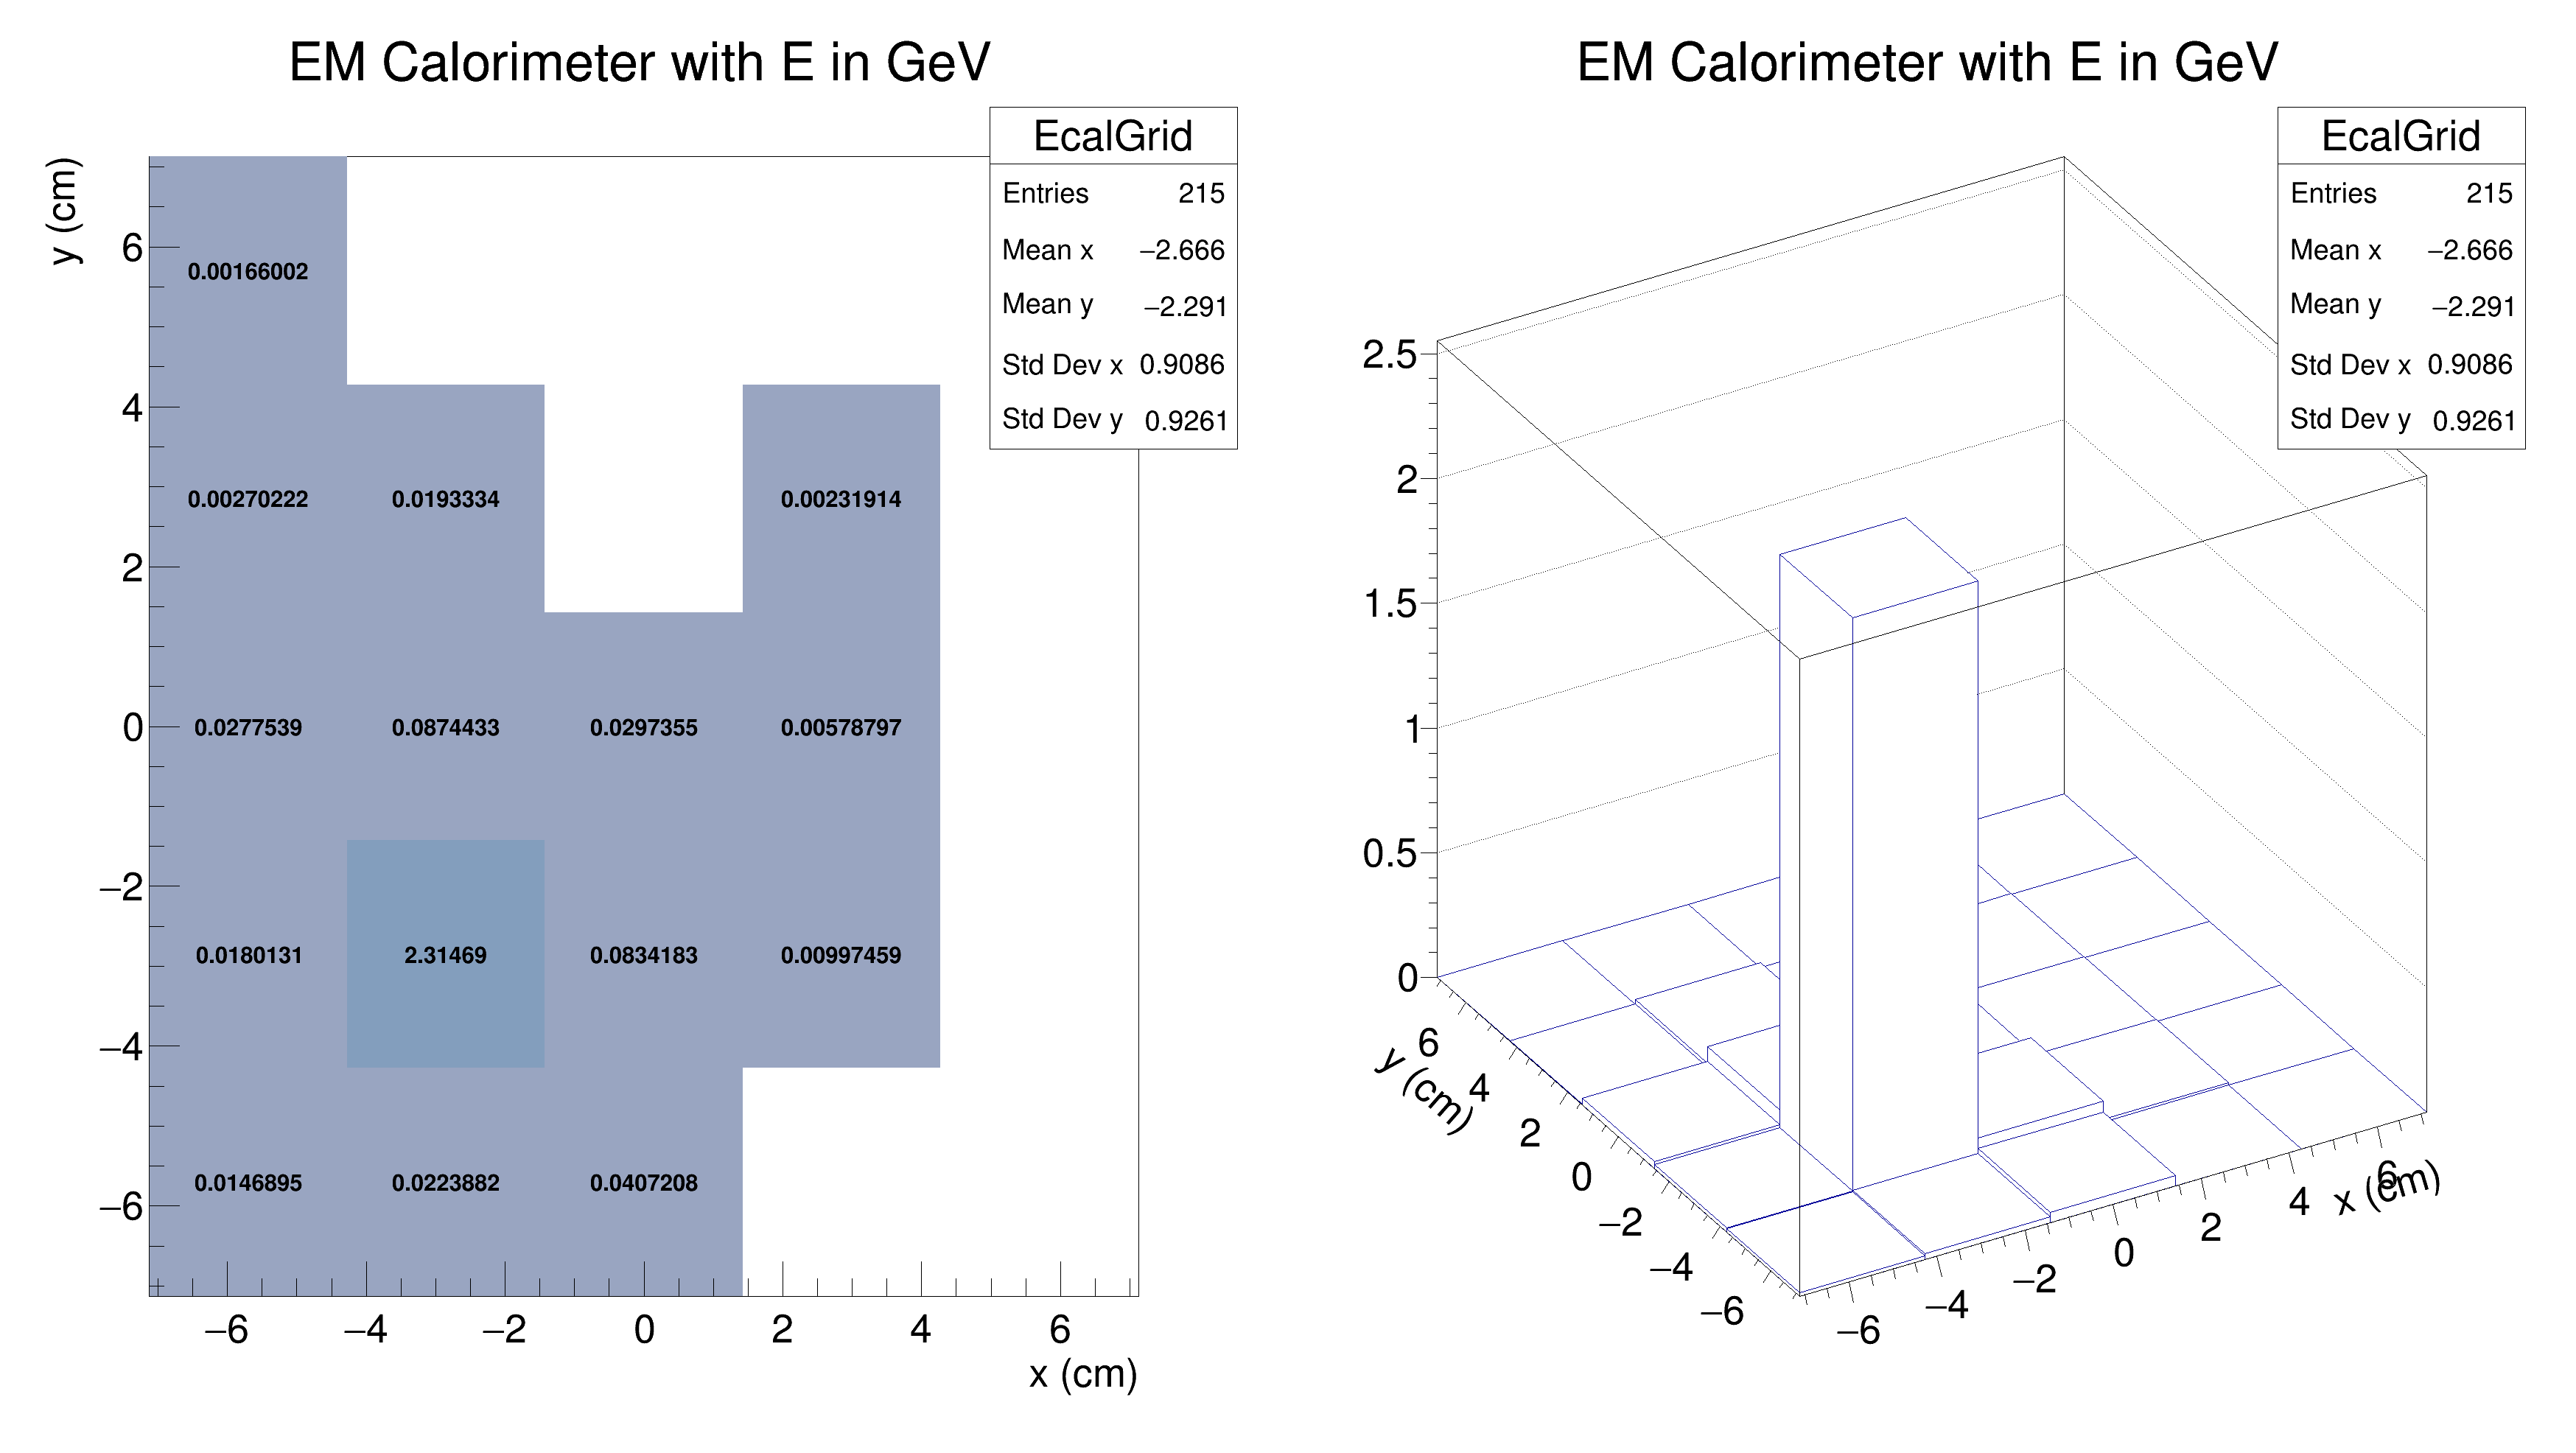 EM Calorimeter with E in GeV
EcalGrid
Entries 215
Mean x −2.666
Mean y −2.291
Std Dev x 0.9086
Std Dev y 0.9261
y (cm)
6
4
2
0
−2
−4
−6
0.00166002
0.00270222 0.0193334 0.00231914
0.0277539 0.0874433 0.0297355 0.00578797
0.0180131 2.31469 0.0834183 0.00997459
0.0146895 0.0223882 0.0407208
−6 −4 −2 0 2 4 6
x (cm)
EM Calorimeter with E in GeV
EcalGrid
Entries 215
Mean x −2.666
Mean y −2.291
Std Dev x 0.9086
Std Dev y 0.9261
2.5
2
1.5
1
0.5
0
6
4
2
0
−2
−4
−6
y (cm)
−6
−4
−2
0
2
4
6
x (cm)